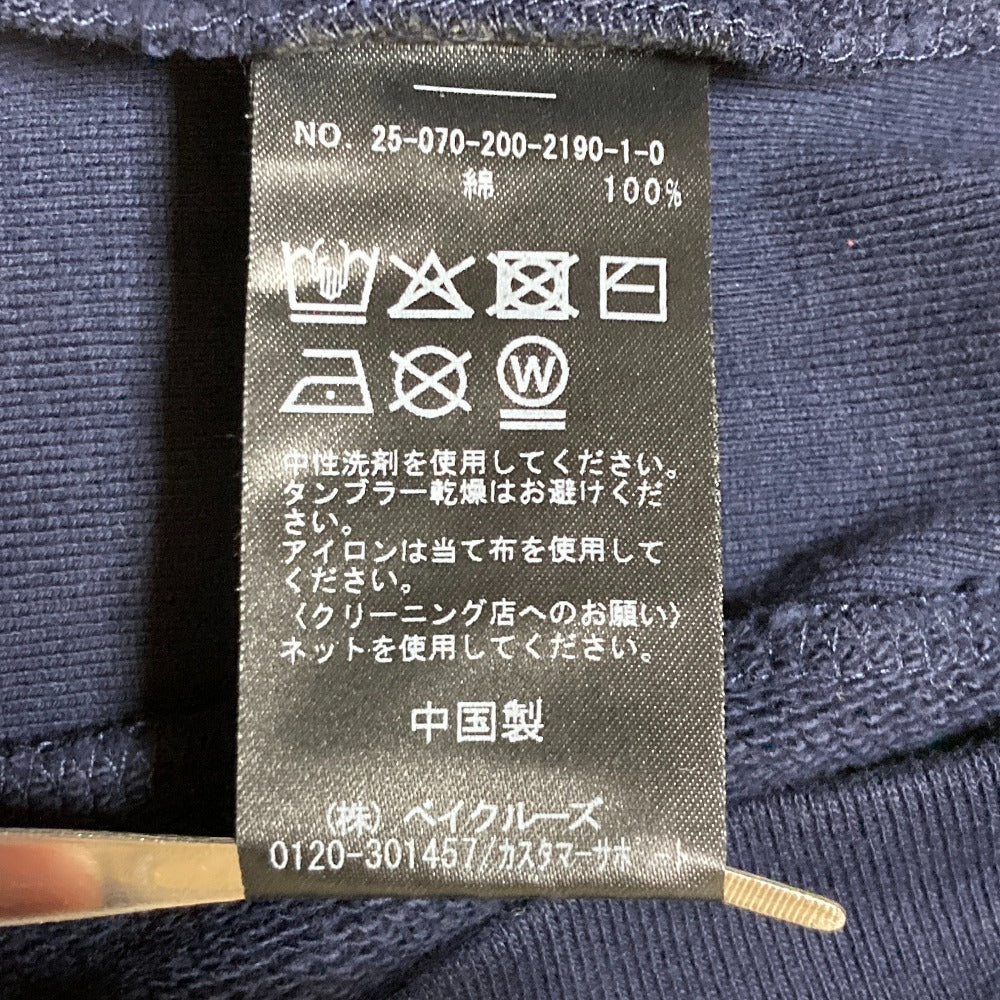 NO. 25-070-200-2190-1-0
綿 100%
W
中性洗剤を使用してください。
タンブラー乾燥はお避けくだ
さい。
アイロンは当て布を使用して
ください。
〈クリーニング店へのお願い〉
ネットを使用してください。
中国製
(株) ベイクルーズ
0120-301457/カスタマーサポート